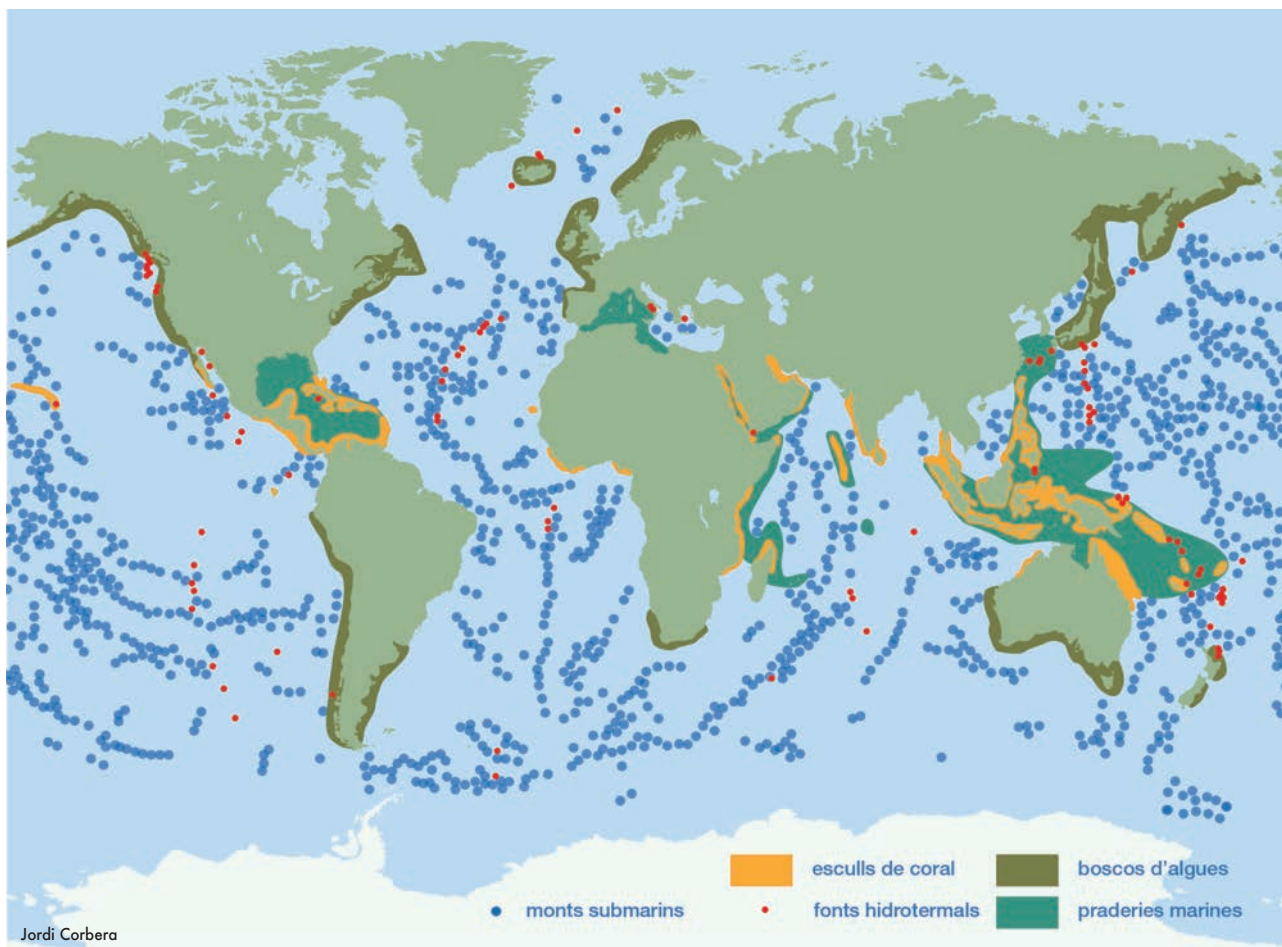 esculls de coral
boscos d'algues
monts submarins
fonts hidrotermals
praderies marines
Jordi Corbera